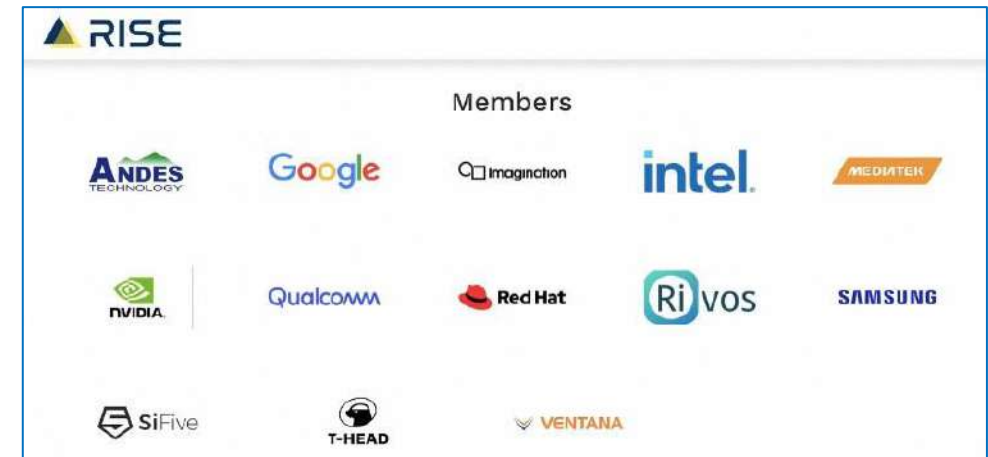 RISE
Members
ANDES
TECHNOLOGY
Google
Imagination
intel.
MEDIATEK
NVIDIA.
Qualcomm
Red Hat
Rivos
SAMSUNG
SiFive
T-HEAD
VENTANA